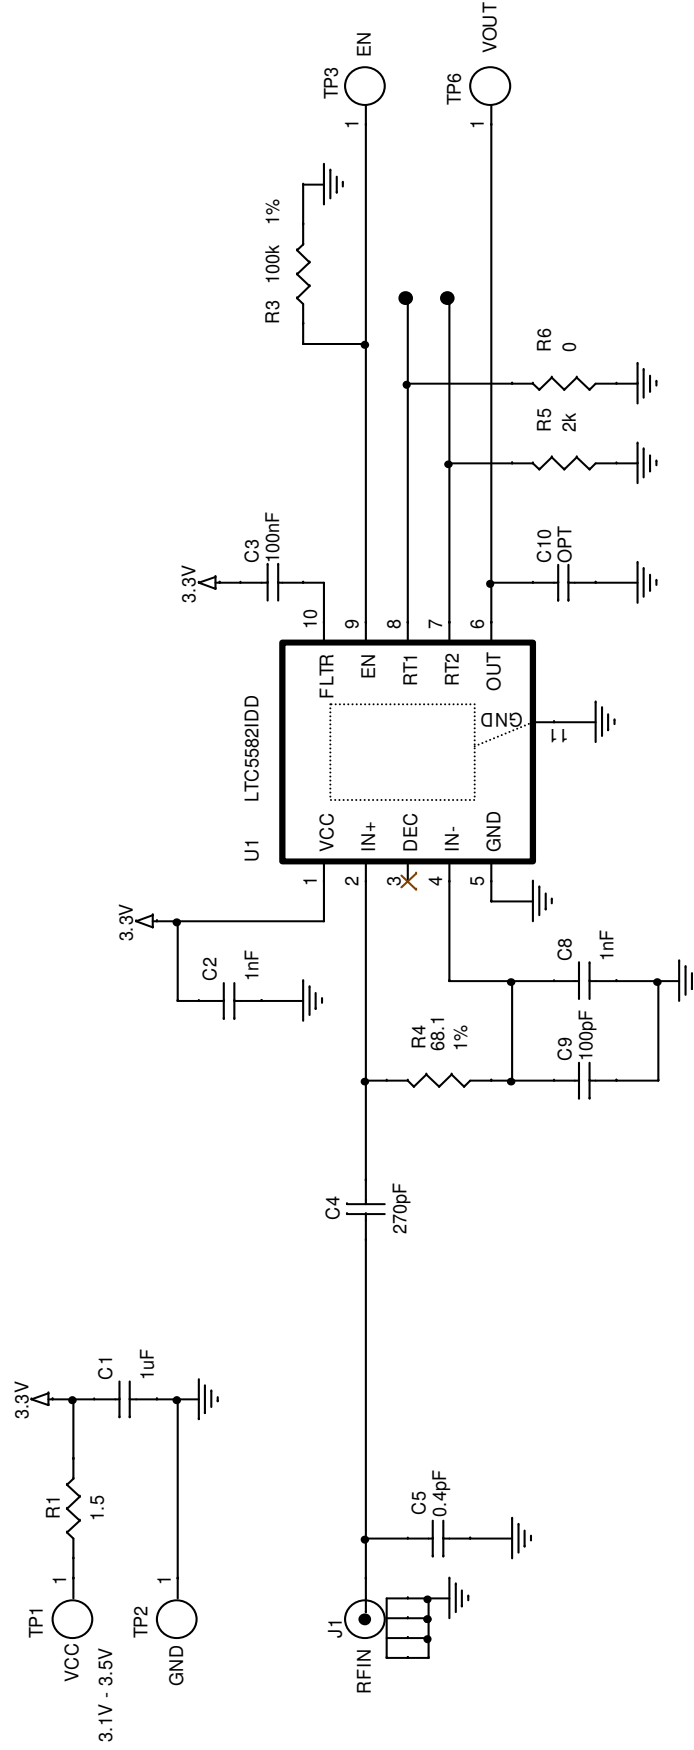 TP1
VCC
3.1V - 3.5V
1
R1
1.5
3.3V
C1
1uF
TP2
GND
1
J1
RFIN
C5
0.4pF
C4
270pF
R4
68.1
1%
C9
100pF
C8
1nF
3.3V
C2
1nF
U1
LTC5582IDD
1
VCC
2
IN+
3
DEC
4
IN-
5
GND
FLTR
10
EN
9
RT1
8
RT2
7
OUT
6
GND
11
3.3V
C3
100nF
C10
OPT
R5
2k
R6
0
R3 100k 1%
1
TP3
EN
1
TP6
VOUT